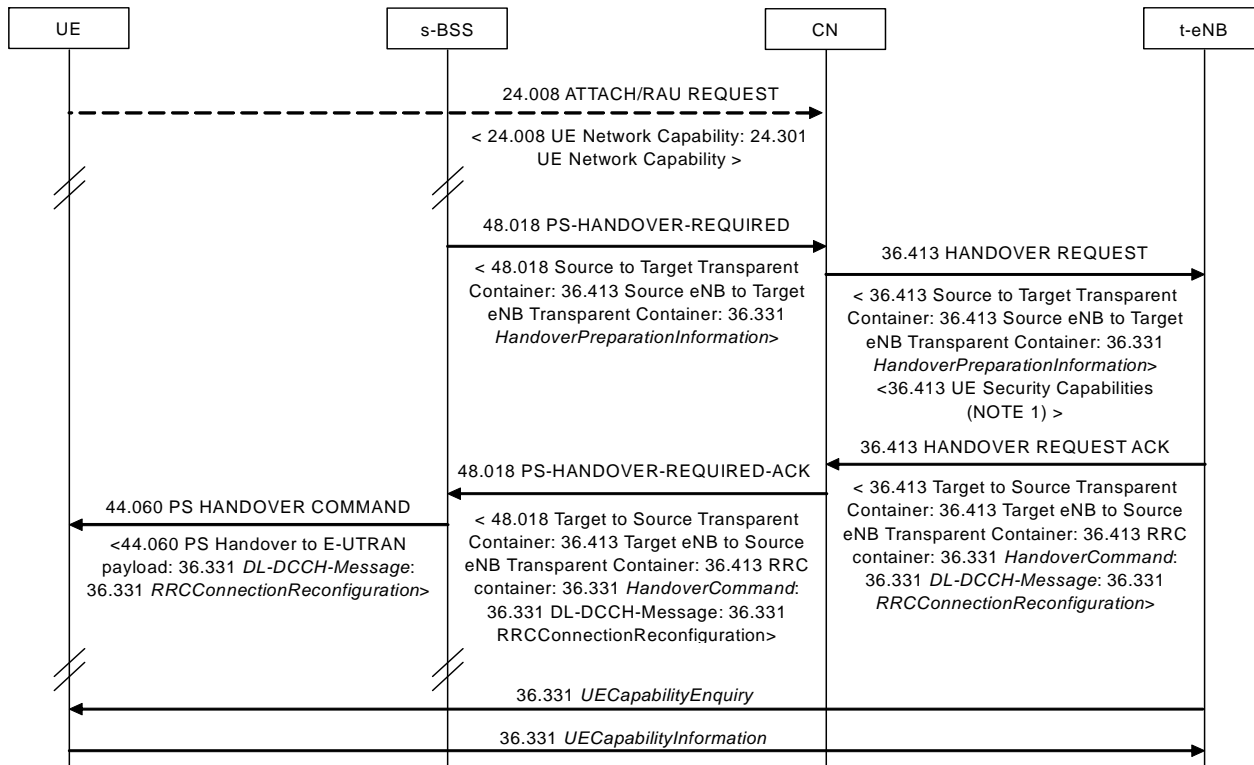 UE
s-BSS
CN
t-eNB
24.008 ATTACH/RAU REQUEST
< 24.008 UE Network Capability: 24.301
UE Network Capability >
48.018 PS-HANDOVER-REQUIRED
< 48.018 Source to Target Transparent
Container: 36.413 Source eNB to Target
eNB Transparent Container: 36.331
HandoverPreparationInformation>
36.413 HANDOVER REQUEST
< 36.413 Source to Target Transparent
Container: 36.413 Source eNB to Target
eNB Transparent Container: 36.331
HandoverPreparationInformation>
<36.413 UE Security Capabilities
(NOTE 1) >
36.413 HANDOVER REQUEST ACK
< 36.413 Target to Source Transparent
Container: 36.413 Target eNB to Source
eNB Transparent Container: 36.413 RRC
container: 36.331 HandoverCommand:
36.331 DL-DCCH-Message: 36.331
RRCConnectionReconfiguration>
48.018 PS-HANDOVER-REQUIRED-ACK
< 48.018 Target to Source Transparent
Container: 36.413 Target eNB to Source
eNB Transparent Container: 36.413 RRC
container: 36.331 HandoverCommand:
36.331 DL-DCCH-Message: 36.331
RRCConnectionReconfiguration>
44.060 PS HANDOVER COMMAND
<44.060 PS Handover to E-UTRAN
payload: 36.331 DL-DCCH-Message:
36.331 RRCConnectionReconfiguration>
36.331 UECapabilityEnquiry
36.331 UECapabilityInformation